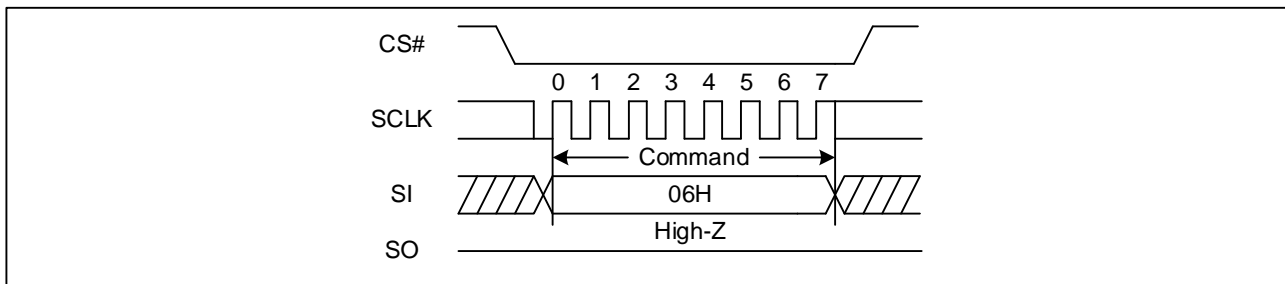 CS#
0 1 2 3 4 5 6 7
SCLK
Command
SI
06H
High-Z
SO